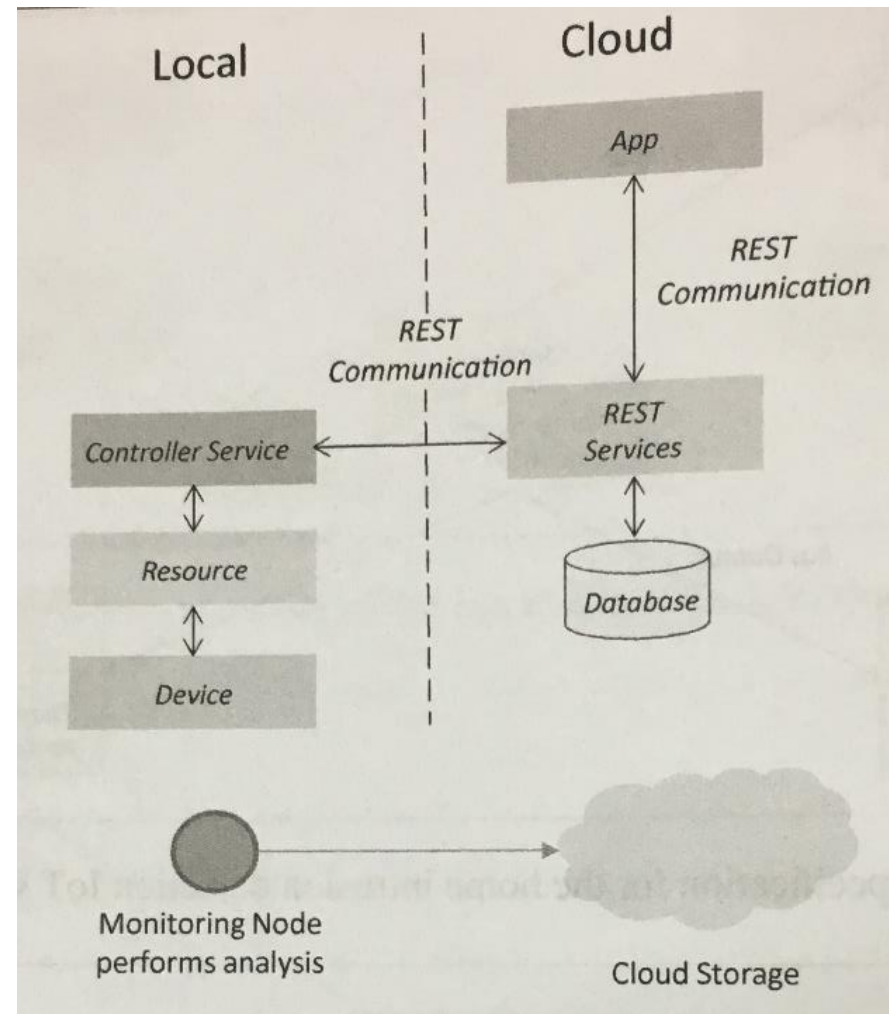 Local
Cloud
App
REST
Communication
REST
Communication
REST
Services
Controller Service
Resource
Database
Device
Monitoring Node
performs analysis
Cloud Storage